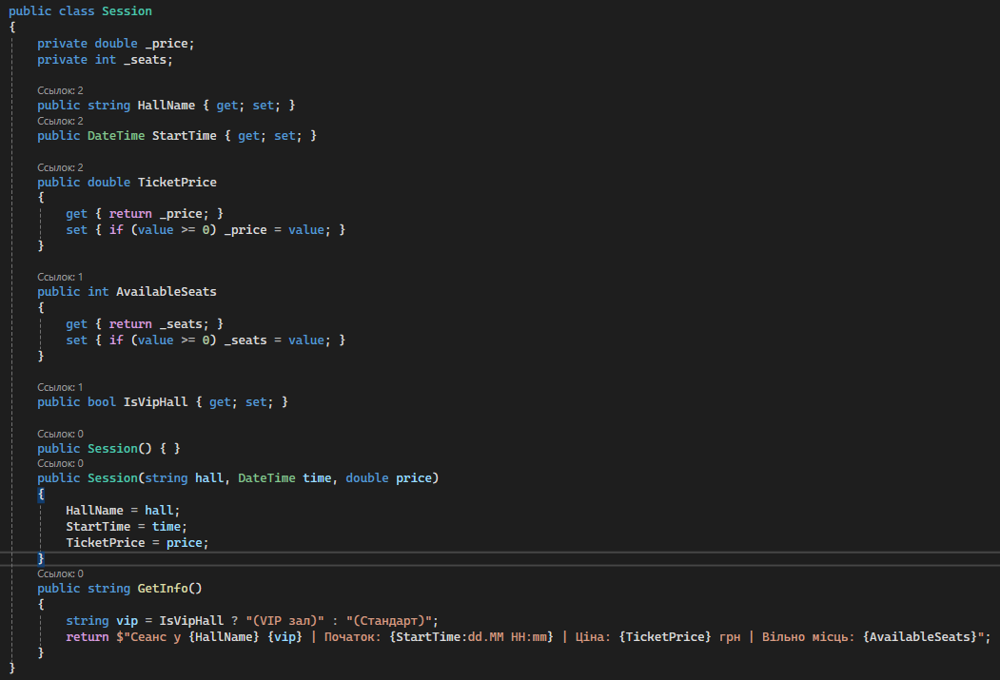 public class Session
{
private double _price;
private int _seats;
Ссылок: 2
public string HallName { get; set; }
Ссылок: 2
public DateTime StartTime { get; set; }
Ссылок: 2
public double TicketPrice
{
get { return _price; }
set { if (value >= 0) _price = value; }
}
Ссылок: 1
public int AvailableSeats
{
get { return _seats; }
set { if (value >= 0) _seats = value; }
}
Ссылок: 1
public bool IsVipHall { get; set; }
Ссылок: 0
public Session() { }
Ссылок: 0
public Session(string hall, DateTime time, double price)
{
HallName = hall;
StartTime = time;
TicketPrice = price;
}
Ссылок: 0
public string GetInfo()
{
string vip = IsVipHall ? "(VIP зал)" : "(Стандарт)";
return $"Сеанс у {HallName} {vip} | Початок: {StartTime:dd.MM HH:mm} | Ціна: {TicketPrice} грн | Вільно місць: {AvailableSeats}";
}
}